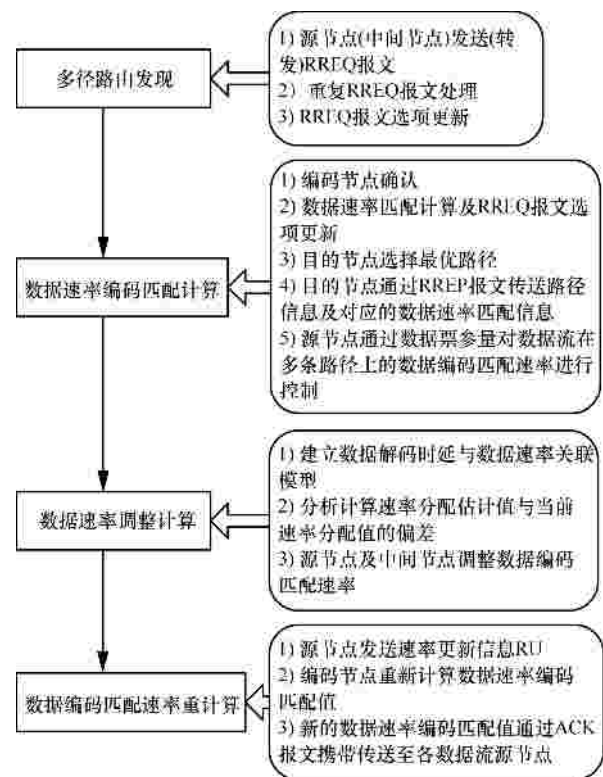 多径路由发现
1) 源节点(中间节点)发送(转
发)RREQ报文
2) 重复RREQ报文处理
3) RREQ报文选项更新
数据速率编码匹配计算
1) 编码节点确认
2) 数据速率匹配计算及RREQ报文选
项更新
3) 目的节点选择最优路径
4) 目的节点通过RREP报文传送路径
信息及对应的数据速率匹配信息
5) 源节点通过数据票参量对数据流在
多条路径上的数据编码匹配速率进行
控制
数据速率调整计算
1) 建立数据解码时延与数据速率关联
模型
2) 分析计算速率分配估计值与当前
速率分配值的偏差
3) 源节点及中间节点调整数据编码
匹配速率
数据编码匹配速率重计算
1) 源节点发送速率更新信息RU
2) 编码节点重新计算数据速率编码
匹配值
3) 新的数据速率编码匹配值通过ACK
报文携带传送至各数据流源节点